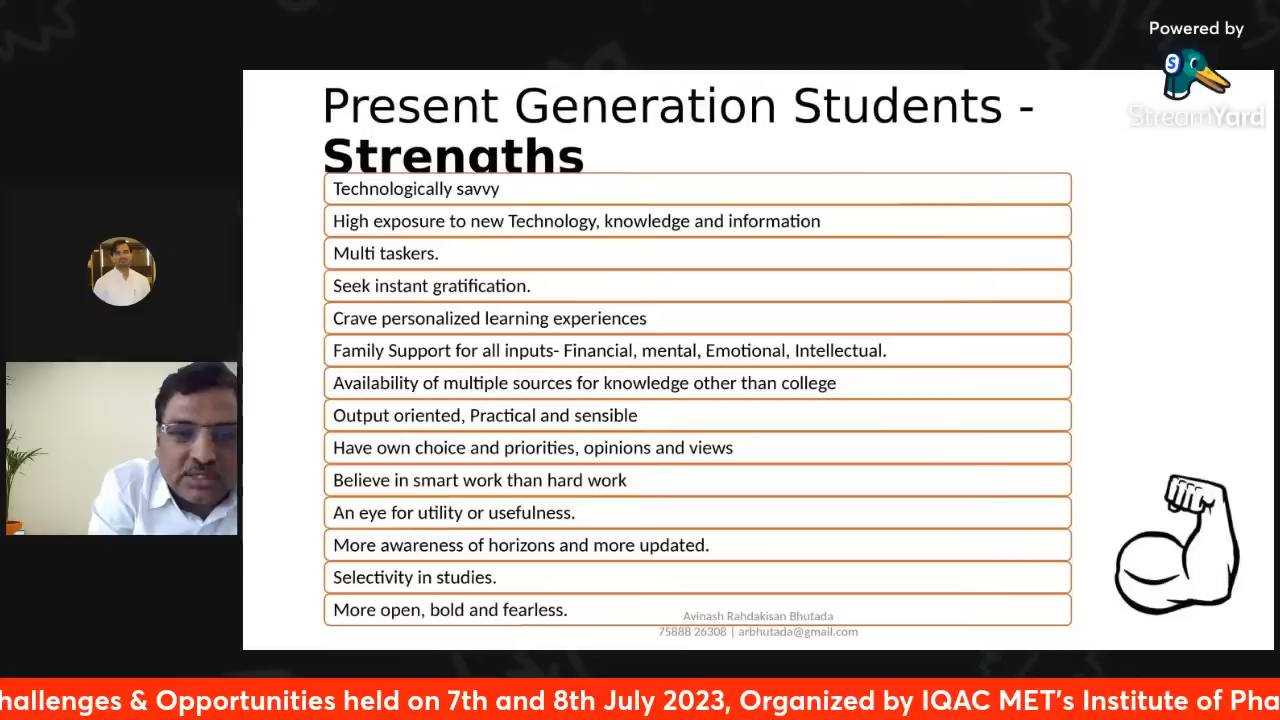 Powered by
S
StreamYard
Present Generation Students -
Strengths
Technologically savvy
High exposure to new Technology, knowledge and information
Multi taskers.
Seek instant gratification.
Crave personalized learning experiences
Family Support for all inputs- Financial, mental, Emotional, Intellectual.
Availability of multiple sources for knowledge other than college
Output oriented, Practical and sensible
Have own choice and priorities, opinions and views
Believe in smart work than hard work
An eye for utility or usefulness.
More awareness of horizons and more updated.
Selectivity in studies.
More open, bold and fearless.
Avinash Rahdakisan Bhutada
75888 26308 | arbhutada@gmail.com
hallenges & Opportunities held on 7th and 8th July 2023, Organized by IQAC MET's Institute of Pha